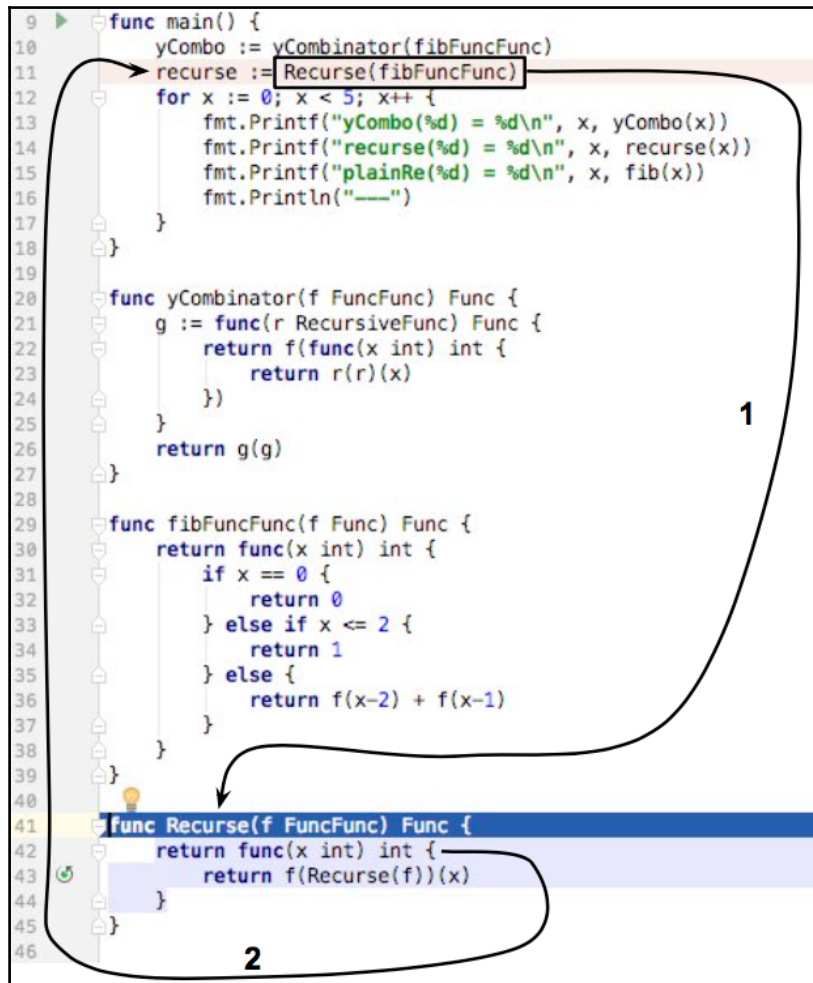 9 func main() {
10 yCombo := yCombinator(fibFuncFunc)
11 recurse := Recurse(fibFuncFunc)
12 for x := 0; x < 5; x++ {
13 fmt.Printf("yCombo(%d) = %d\n", x, yCombo(x))
14 fmt.Printf("recurse(%d) = %d\n", x, recurse(x))
15 fmt.Printf("plainRe(%d) = %d\n", x, fib(x))
16 fmt.Println("———")
17 }
18 }
19
20 func yCombinator(f FuncFunc) Func {
21 g := func(r RecursiveFunc) Func {
22 return f(func(x int) int {
23 return r(r)(x)
24 })
25 }
26 return g(g)
27 }
28
29 func fibFuncFunc(f Func) Func {
30 return func(x int) int {
31 if x == 0 {
32 return 0
33 } else if x <= 2 {
34 return 1
35 } else {
36 return f(x-2) + f(x-1)
37 }
38 }
39 }
40
41 func Recurse(f FuncFunc) Func {
42 return func(x int) int {
43 return f(Recurse(f))(x)
44 }
45 }
46
1
2